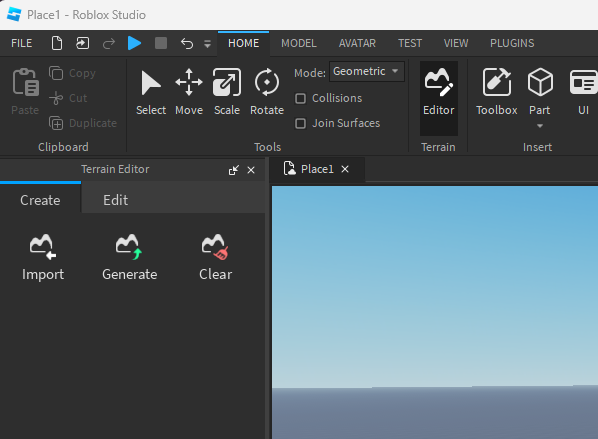 Place1 - Roblox Studio
FILE HOME MODEL AVATAR TEST VIEW PLUGINS
Paste
Copy
Cut
Duplicate
Clipboard
Select Move Scale Rotate
Mode: Geometric
Collisions
Join Surfaces
Tools
Editor
Terrain
Toolbox Part UI
Insert
Terrain Editor
Place1
Create Edit
Import Generate Clear